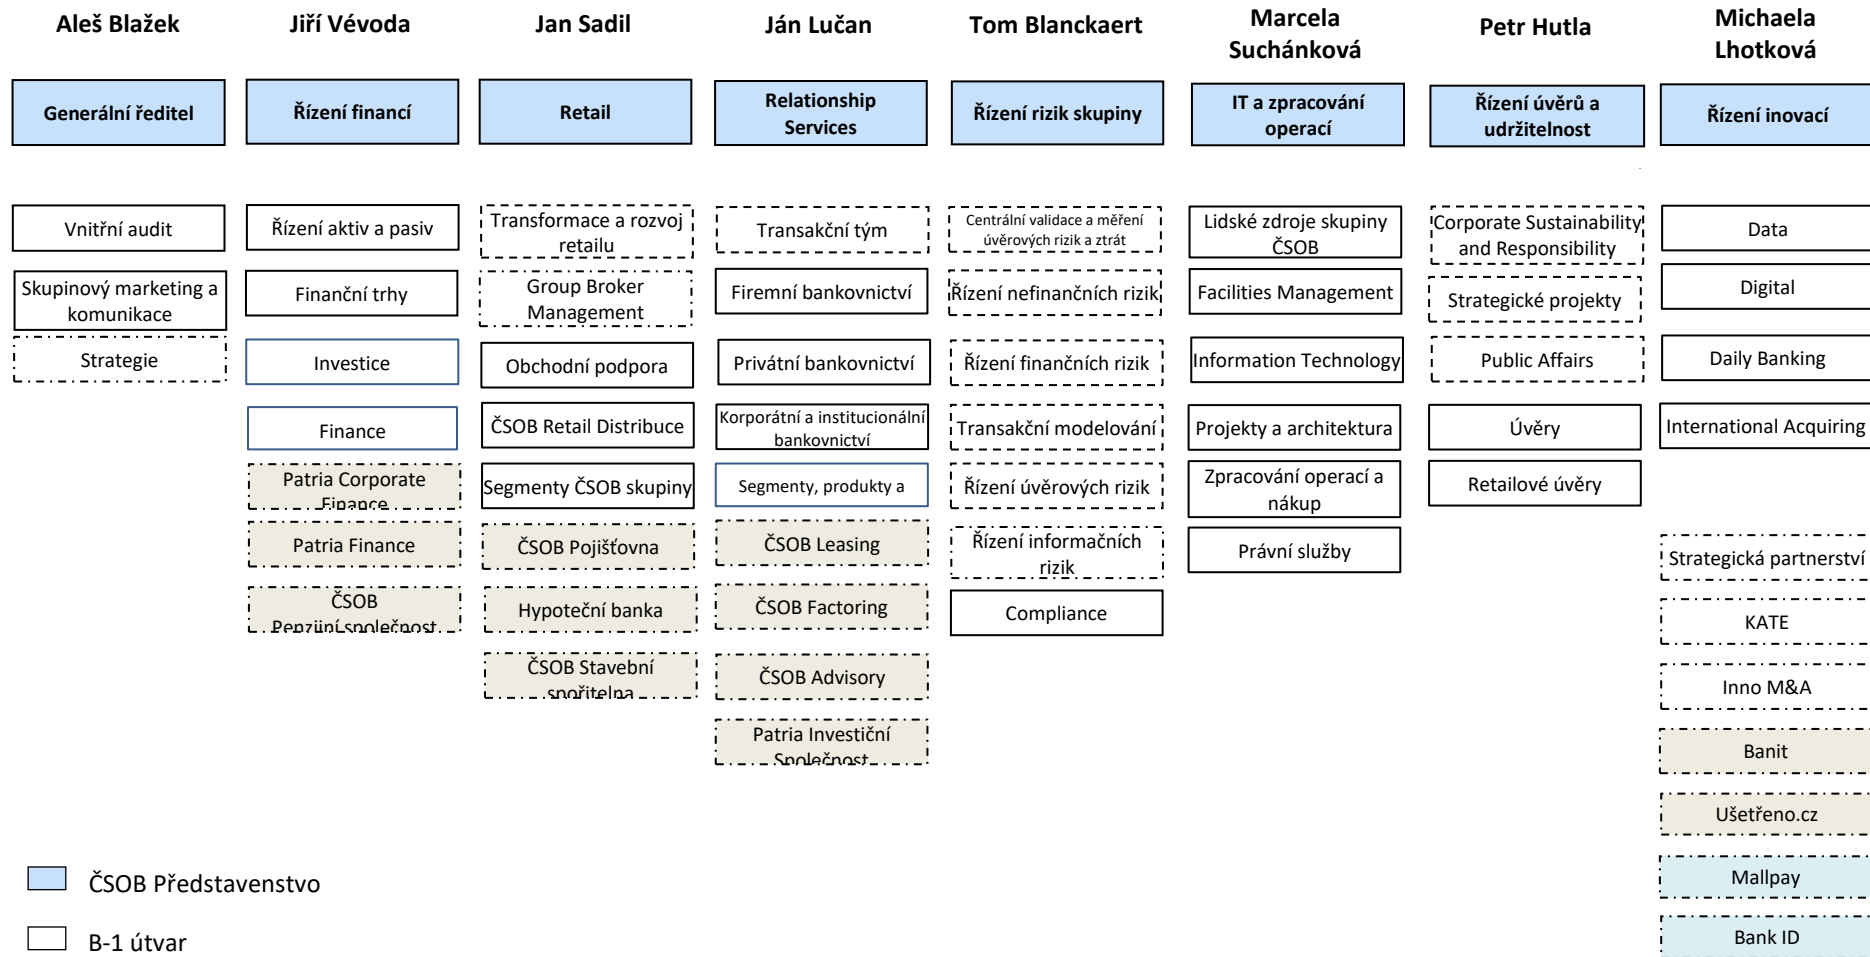 Aleš Blažek
Jiří Vévoda
Jan Sadil
Ján Lučan
Tom Blanckaert
Marcela
Suchánková
Petr Hutla
Michaela
Lhotková
Generální ředitel
Řízení financí
Retail
Relationship
Services
Řízení rizik skupiny
IT a zpracování
operací
Řízení úvěrů a
udržitelnost
Řízení inovací
Vnitřní audit
Skupinový marketing a
komunikace
Strategie
Řízení aktiv a pasiv
Finanční trhy
Investice
Finance
Patria Corporate
Finance
Patria Finance
ČSOB
Penzijní společnost
Transformace a rozvoj
retailu
Group Broker
Management
Obchodní podpora
ČSOB Retail Distribuce
Segmenty ČSOB skupiny
ČSOB Pojišťovna
Hypoteční banka
ČSOB Stavební
spořitelna
Transakční tým
Firemní bankovnictví
Privátní bankovnictví
Korporátní a institucionální
bankovnictví
Segmenty, produkty a
ČSOB Leasing
ČSOB Factoring
ČSOB Advisory
Patria Investiční
Společnost
Centrální validace a měření
úvěrových rizik a ztrát
Řízení nefinančních rizik
Řízení finančních rizik
Transakční modelování
Řízení úvěrových rizik
Řízení informačních
rizik
Compliance
Lidské zdroje skupiny
ČSOB
Facilities Management
Information Technology
Projekty a architektura
Zpracování operací a
nákup
Právní služby
Corporate Sustainability
and Responsibility
Strategické projekty
Public Affairs
Úvěry
Retailové úvěry
Data
Digital
Daily Banking
International Acquiring
Strategická partnerství
KATE
Inno M&A
Banit
Ušetřeno.cz
Mallpay
Bank ID
ČSOB Představenstvo
B-1 útvar